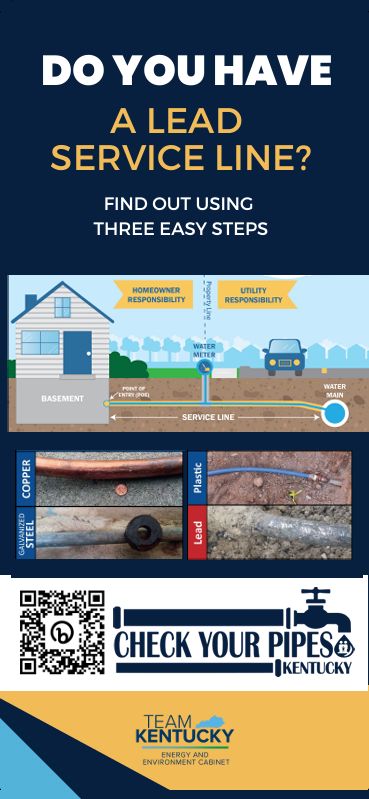 DO YOU HAVE
A LEAD
SERVICE LINE?
FIND OUT USING
THREE EASY STEPS
HOMEOWNER
RESPONSIBILITY
Property Line
UTILITY
RESPONSIBILITY
WATER
METER
BASEMENT
POINT OF
ENTRY (POE)
SERVICE LINE
WATER
MAIN
COPPER
Plastic
GALVANIZED
STEEL
Lead
b
CHECK YOUR PIPES
KENTUCKY
TEAM
KENTUCKY
ENERGY AND
ENVIRONMENT CABINET